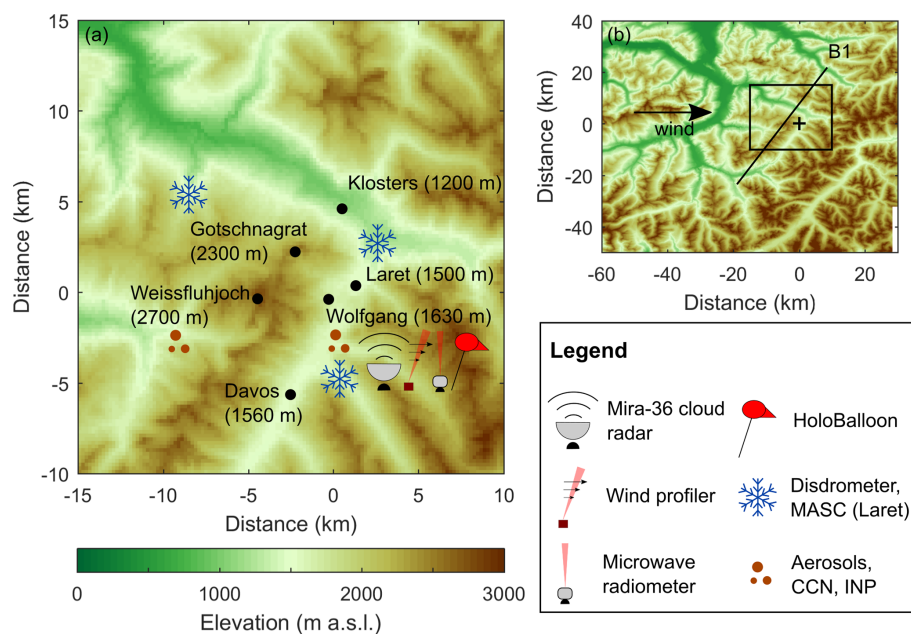 (a)
15
10
5
0
-5
-10
Distance (km)
Klosters (1200 m)
Gotschnagrat
(2300 m)
Laret (1500 m)
Weissfluhjoch
(2700 m)
Wolfgang (1630 m)
Davos
(1560 m)
-15
-10
-5
0
5
10
Distance (km)
0
1000
2000
3000
Elevation (m a.s.l.)
(b)
B1
wind
40
20
0
-20
-40
Distance (km)
-60
-40
-20
0
20
Distance (km)
Legend
Mira-36 cloud
radar
HoloBalloon
Wind profiler
Disdrometer,
MASC (Laret)
Microwave
radiometer
Aerosols,
CCN, INP